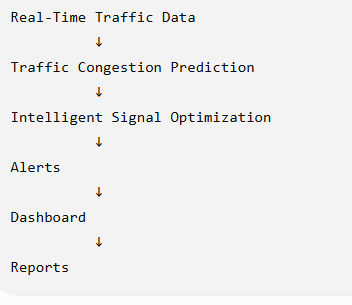 Real-Time Traffic Data
↓
Traffic Congestion Prediction
↓
Intelligent Signal Optimization
↓
Alerts
↓
Dashboard
↓
Reports